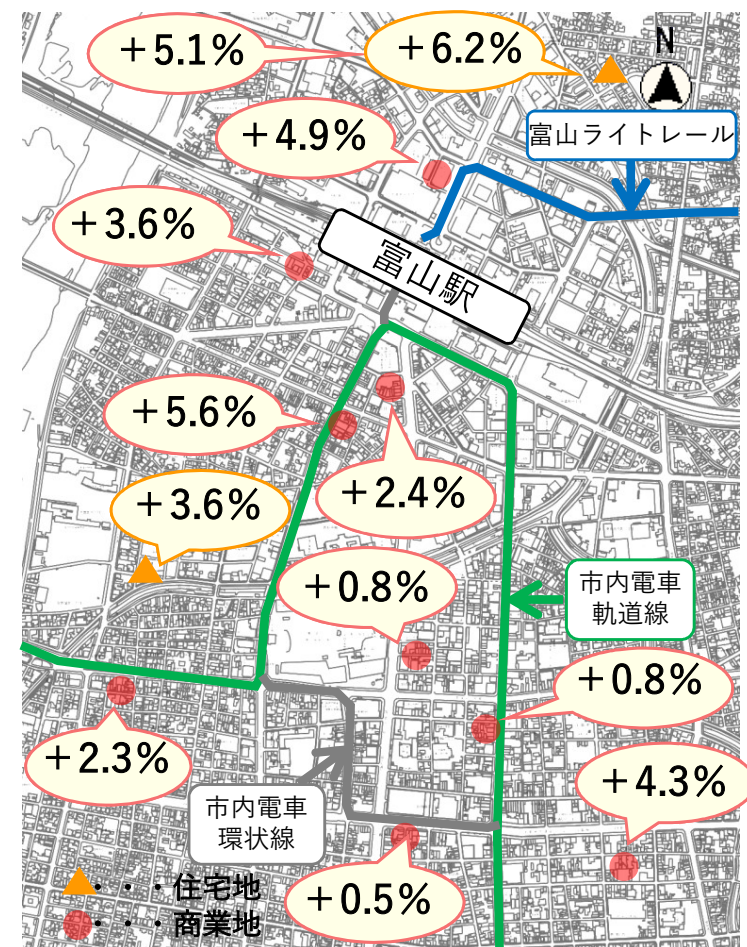 +5.1%
+6.2%
N
+4.9%
富山ライトレール
+3.6%
富山駅
+5.6%
+2.4%
+3.6%
+0.8%
市内電車
軌道線
+0.8%
+2.3%
+4.3%
市内電車
環状線
+0.5%
・・・住宅地
・・・商業地